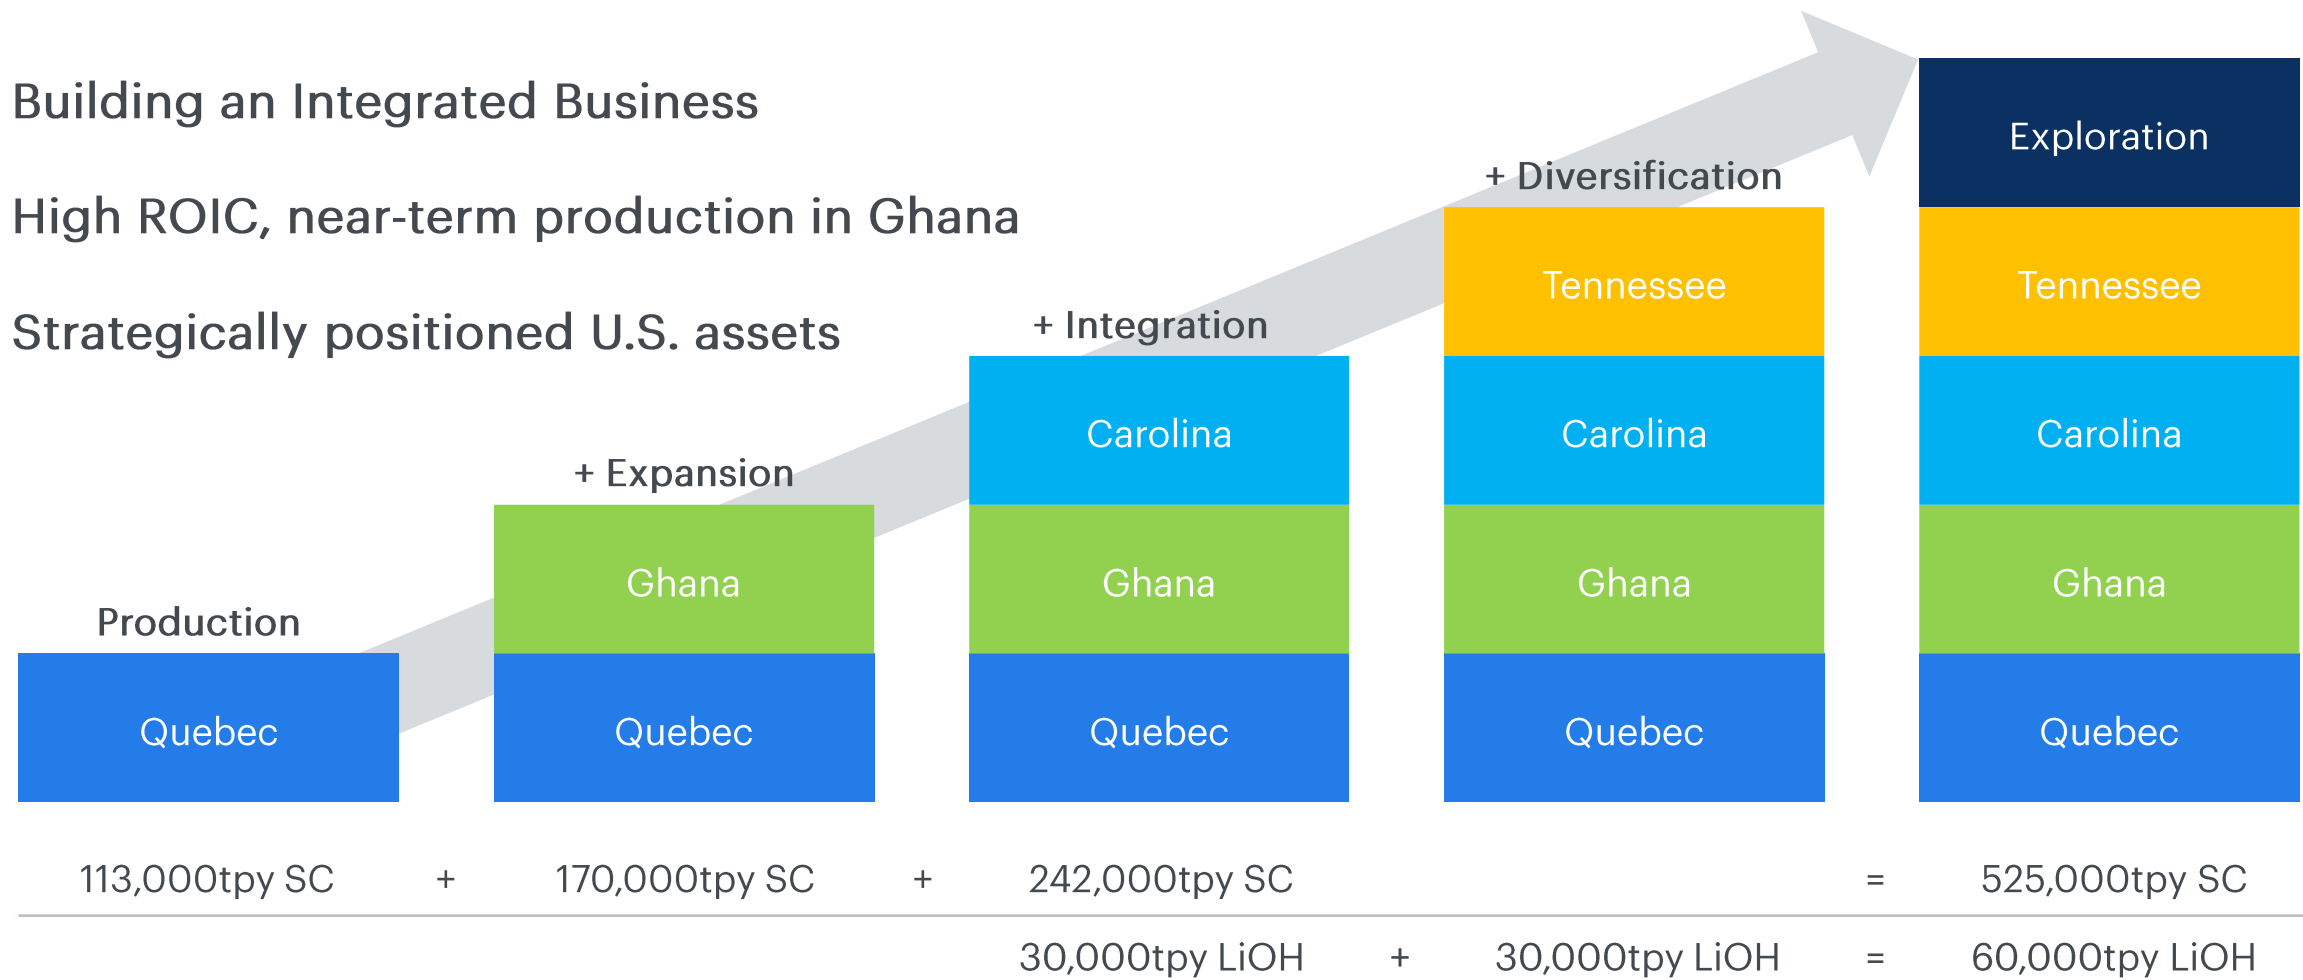 Building an Integrated Business
High ROIC, near-term production in Ghana
Strategically positioned U.S. assets
Production
Quebec
+ Expansion
Ghana
Quebec
+ Integration
Carolina
Ghana
Quebec
+ Diversification
Tennessee
Carolina
Ghana
Quebec
Exploration
Tennessee
Carolina
Ghana
Quebec
113,000tpy SC + 170,000tpy SC + 242,000tpy SC = 525,000tpy SC
30,000tpy LiOH + 30,000tpy LiOH = 60,000tpy LiOH